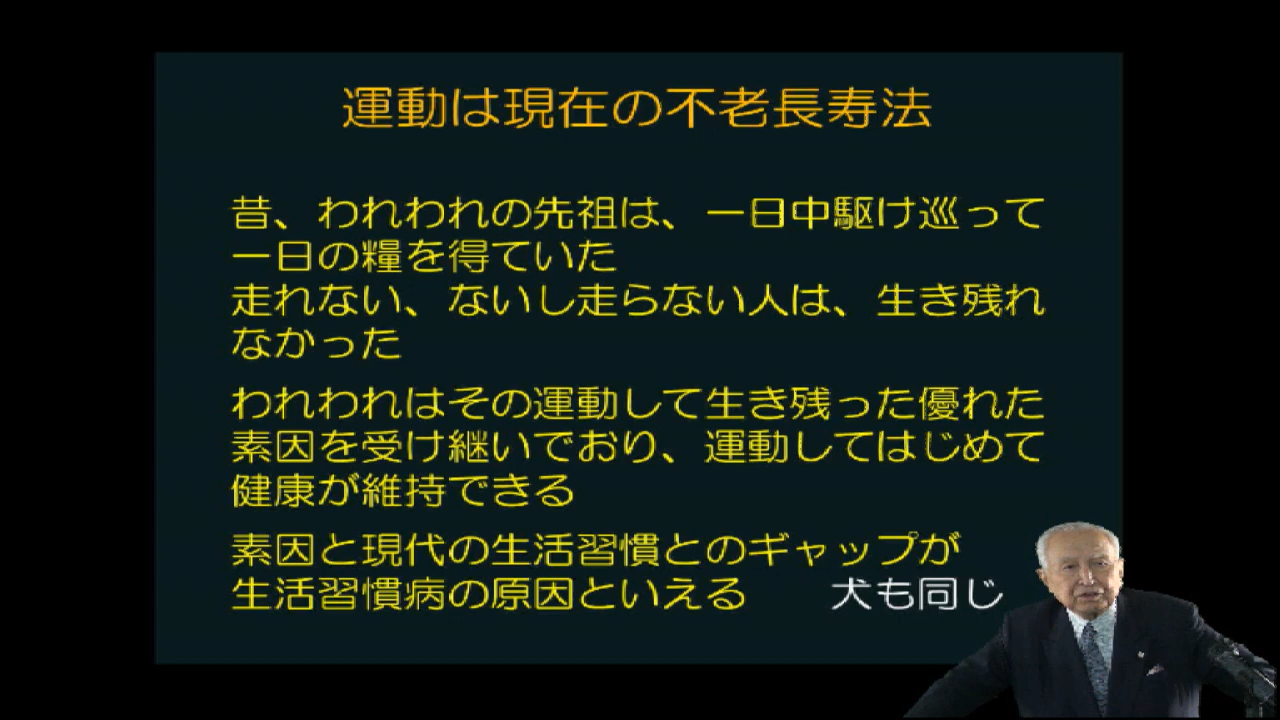 運動は現在の不老長寿法
昔、われわれの先祖は、一日中駆け巡って
一日の糧を得ていた
走れない、ないし走らない人は、生き残れ
なかった
われわれはその運動して生き残った優れた
素因を受け継いでおり、運動してはじめて
健康が維持できる
素因と現代の生活習慣とのギャップが
生活習慣病の原因といえる 犬も同じ